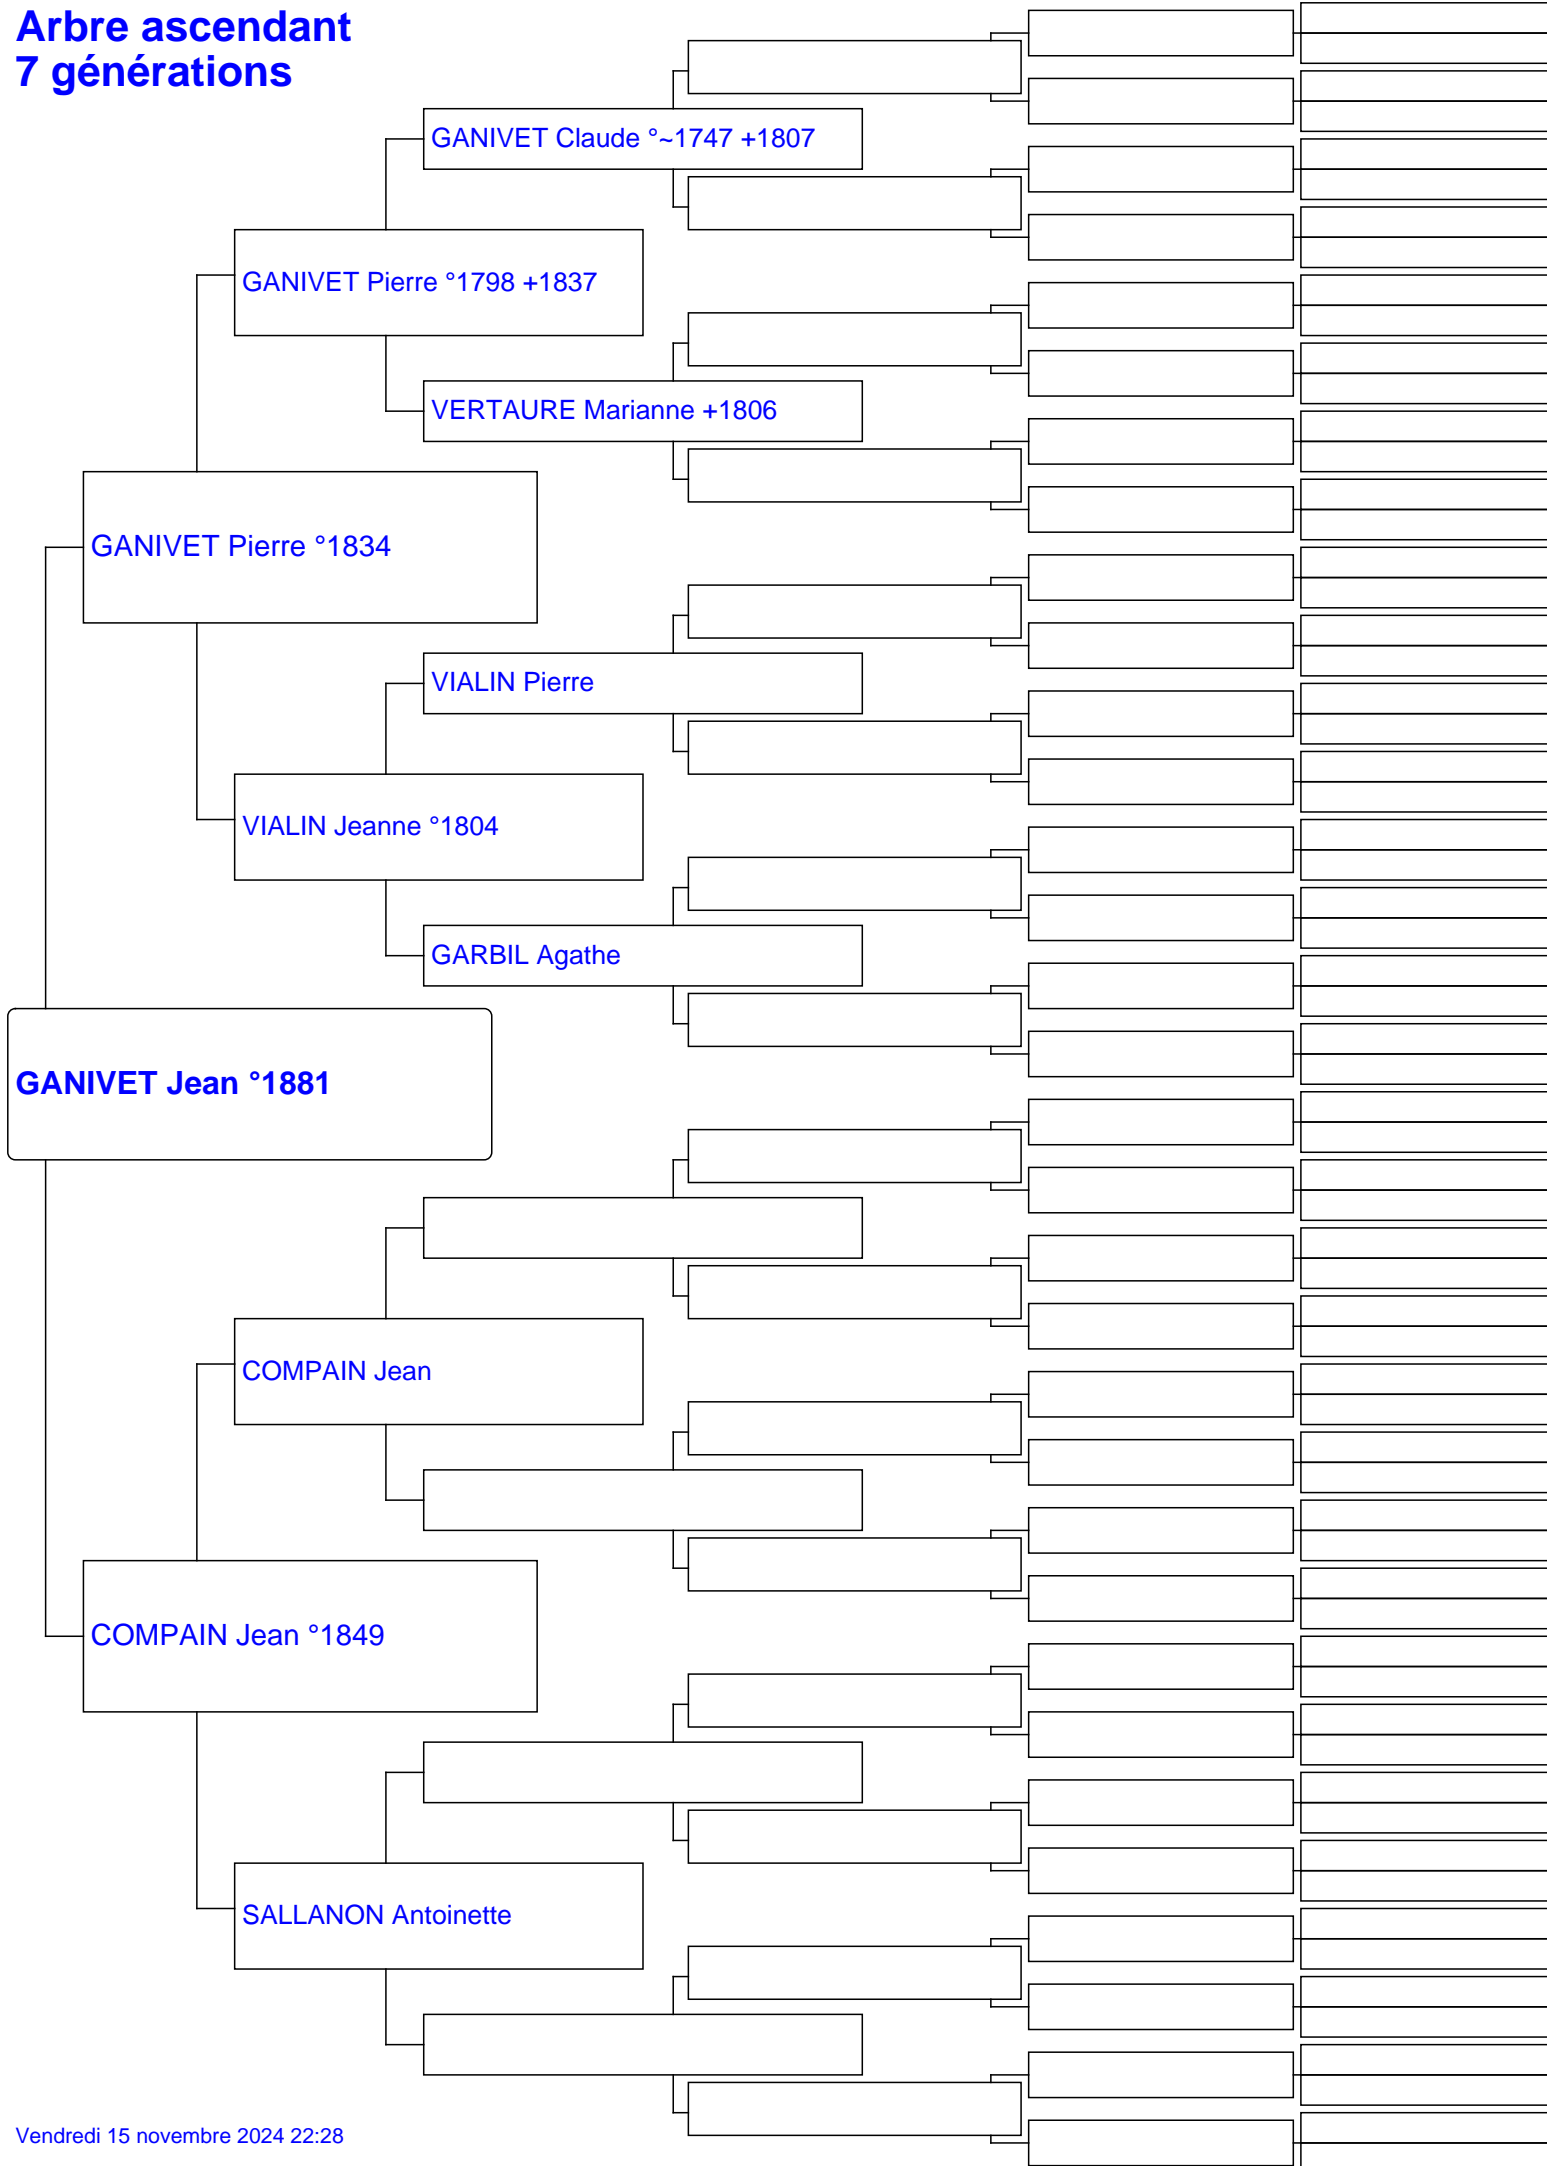 Arbre ascendant
7 générations
GANIVET Claude °~1747 +1807
GANIVET Pierre °1798 +1837
VERTAURE Marianne +1806
GANIVET Pierre °1834
VIALIN Pierre
VIALIN Jeanne °1804
GARBIL Agathe
GANIVET Jean °1881
COMPAIN Jean
COMPAIN Jean °1849
SALLANON Antoinette
Vendredi 15 novembre 2024 22:28